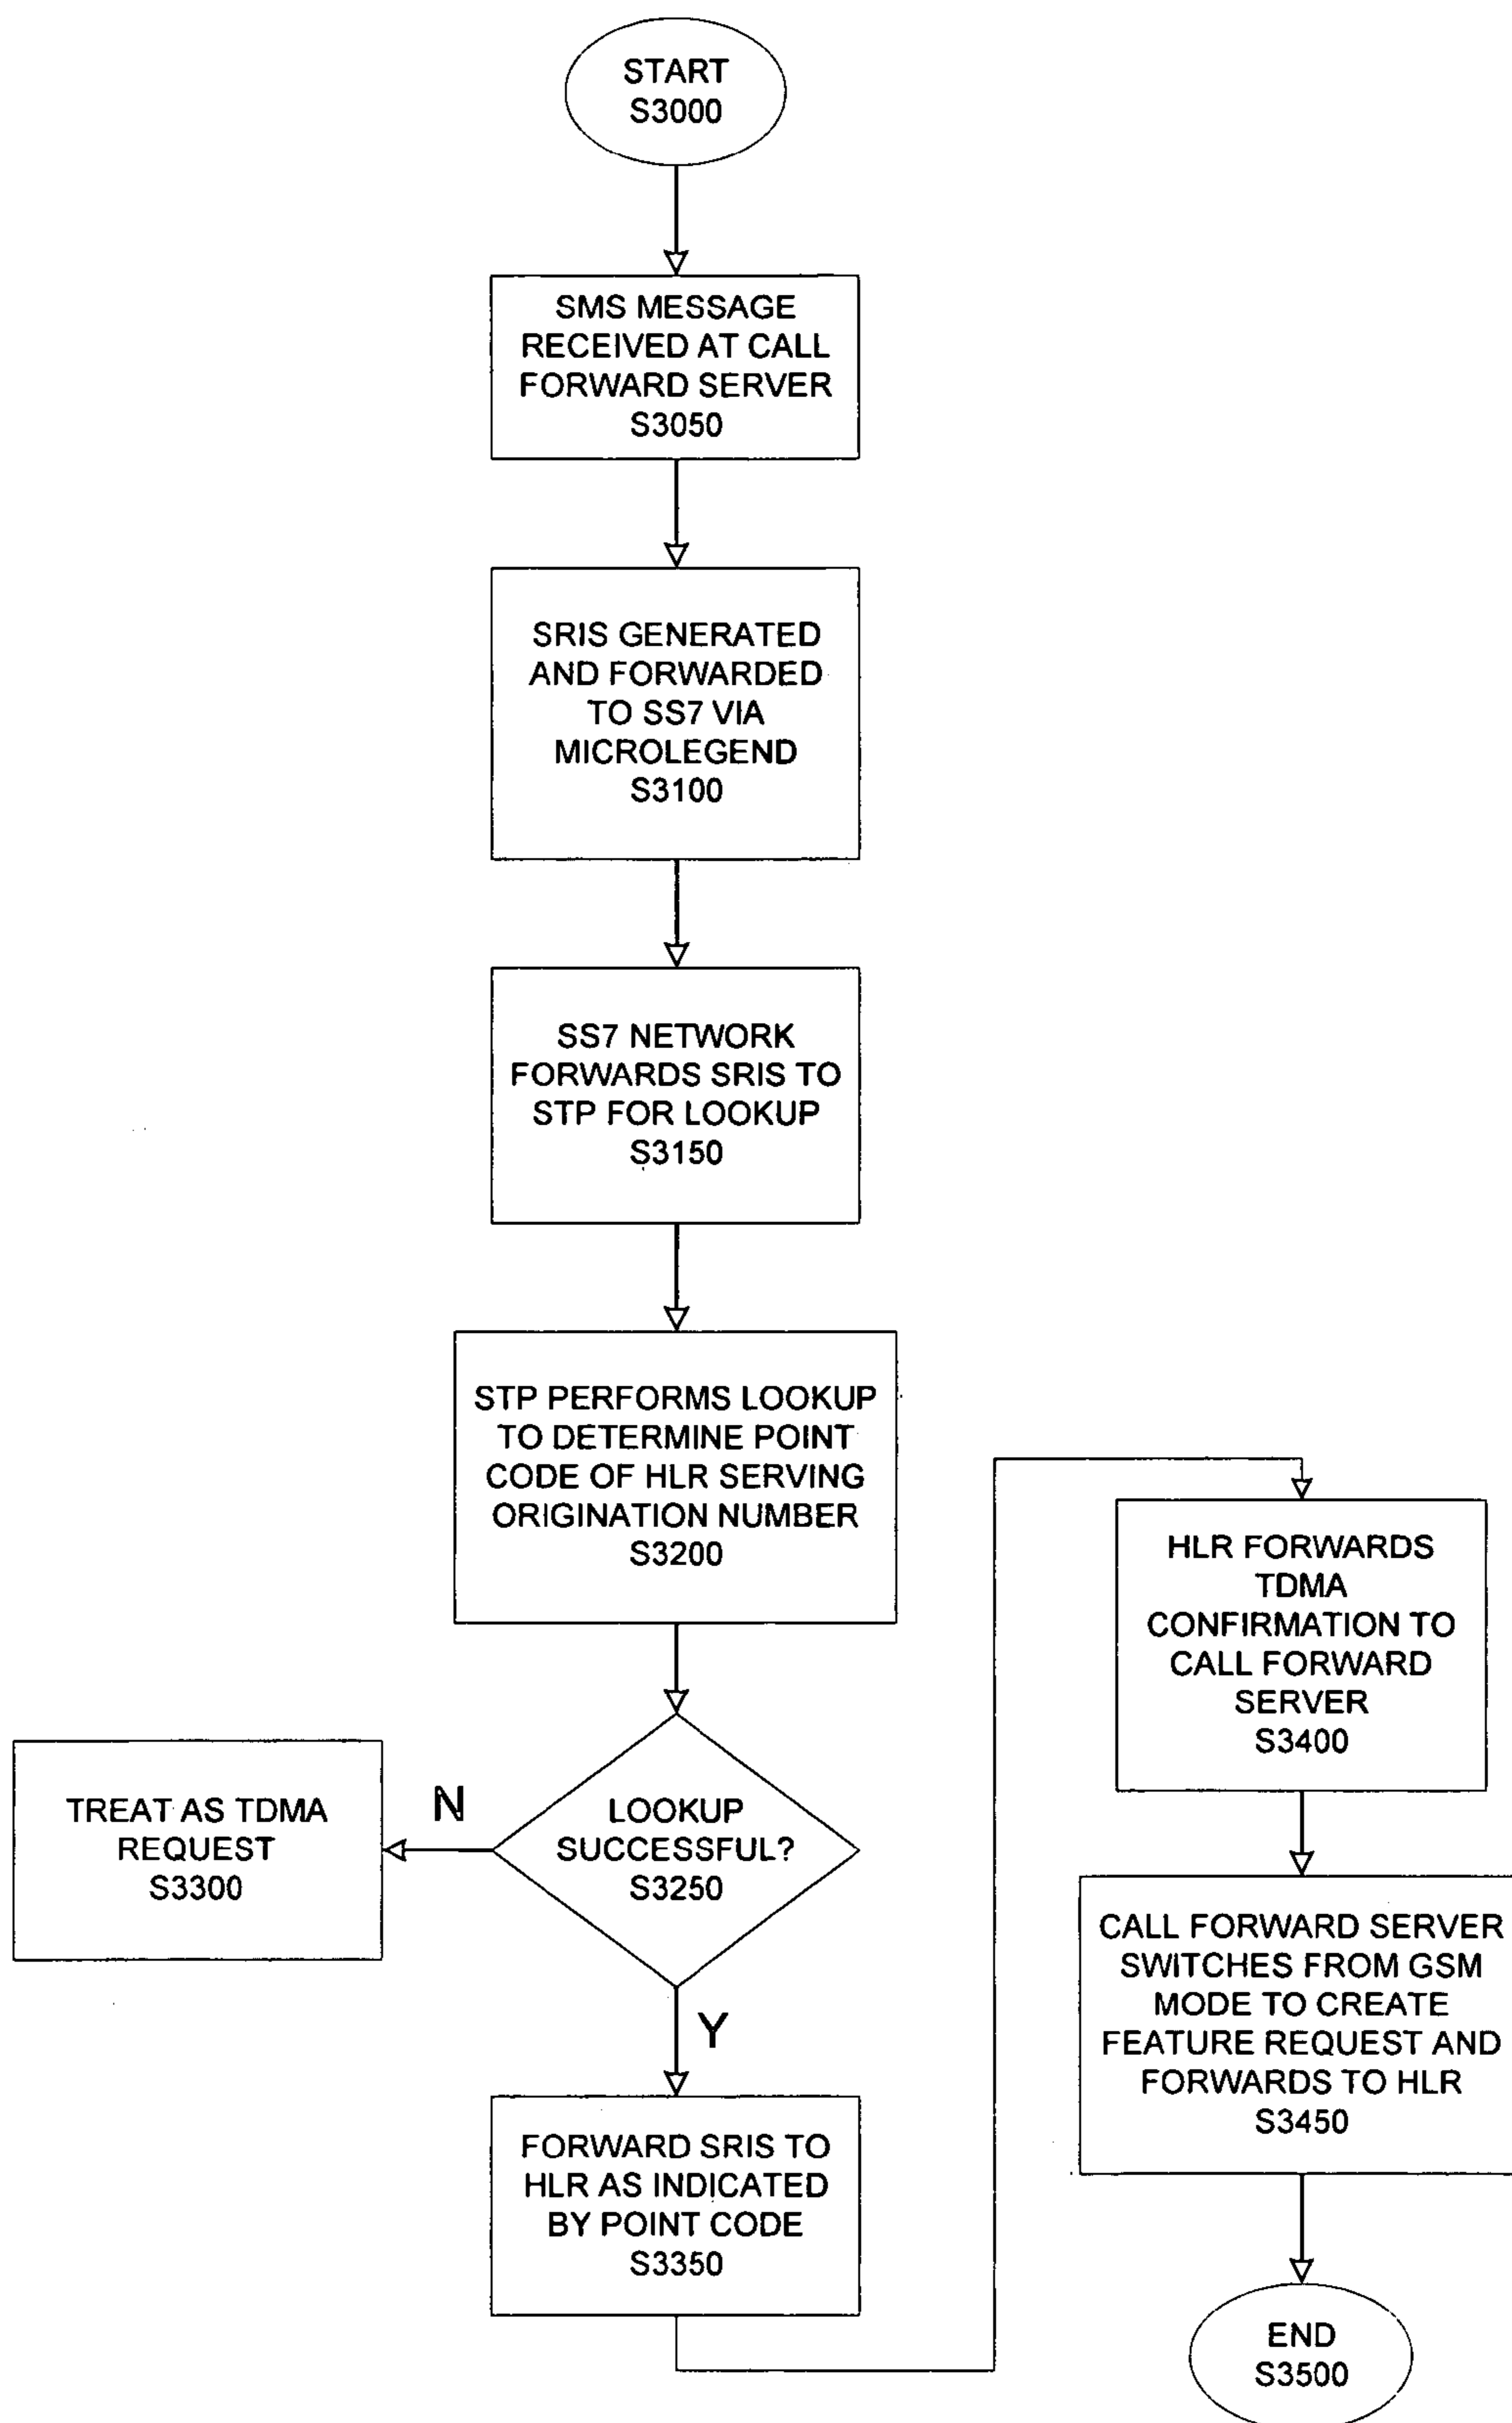 START
S3000
SMS MESSAGE
RECEIVED AT CALL
FORWARD SERVER
S3050
SRIS GENERATED
AND FORWARDED
TO SS7 VIA
MICROLEGEND
S3100
SS7 NETWORK
FORWARDS SRIS TO
STP FOR LOOKUP
S3150
STP PERFORMS LOOKUP
TO DETERMINE POINT
CODE OF HLR SERVING
ORIGINATION NUMBER
S3200
LOOKUP
SUCCESSFUL?
S3250
N
TREAT AS TDMA
REQUEST
S3300
Y
FORWARD SRIS TO
HLR AS INDICATED
BY POINT CODE
S3350
HLR FORWARDS
TDMA
CONFIRMATION TO
CALL FORWARD
SERVER
S3400
CALL FORWARD SERVER
SWITCHES FROM GSM
MODE TO CREATE
FEATURE REQUEST AND
FORWARDS TO HLR
S3450
END
S3500